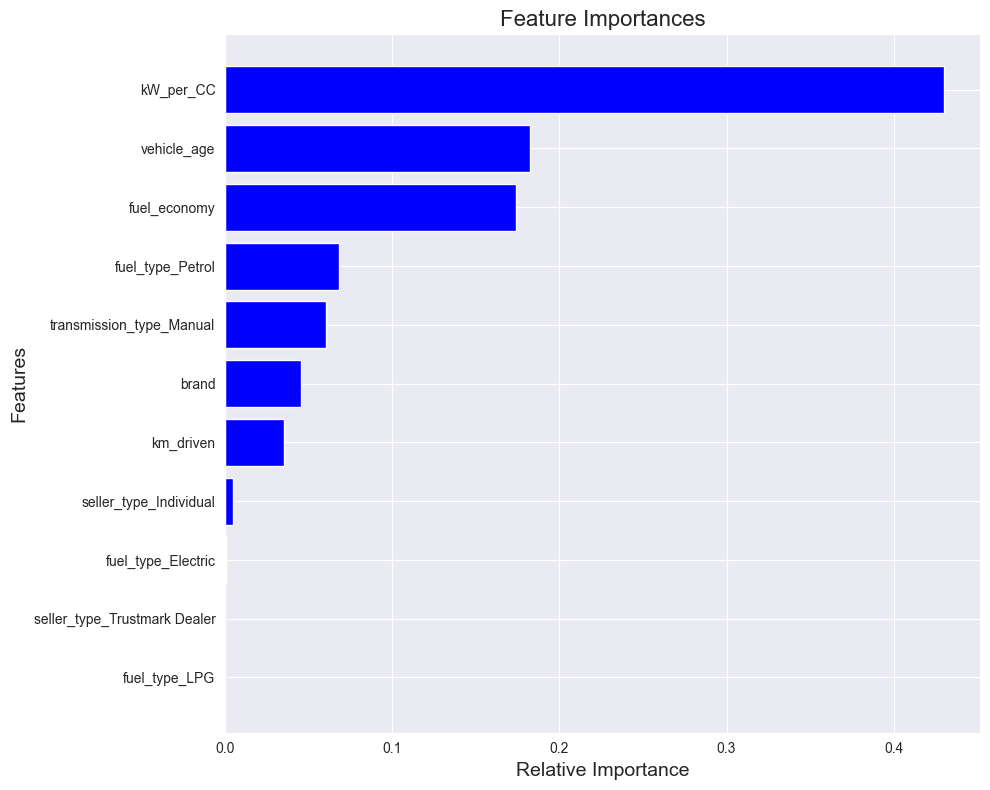 Feature Importances
kW_per_CC
vehicle_age
fuel_economy
fuel_type_Petrol
transmission_type_Manual
brand
km_driven
seller_type_Individual
fuel_type_Electric
seller_type_Trustmark Dealer
fuel_type_LPG
Features
0.0 0.1 0.2 0.3 0.4
Relative Importance